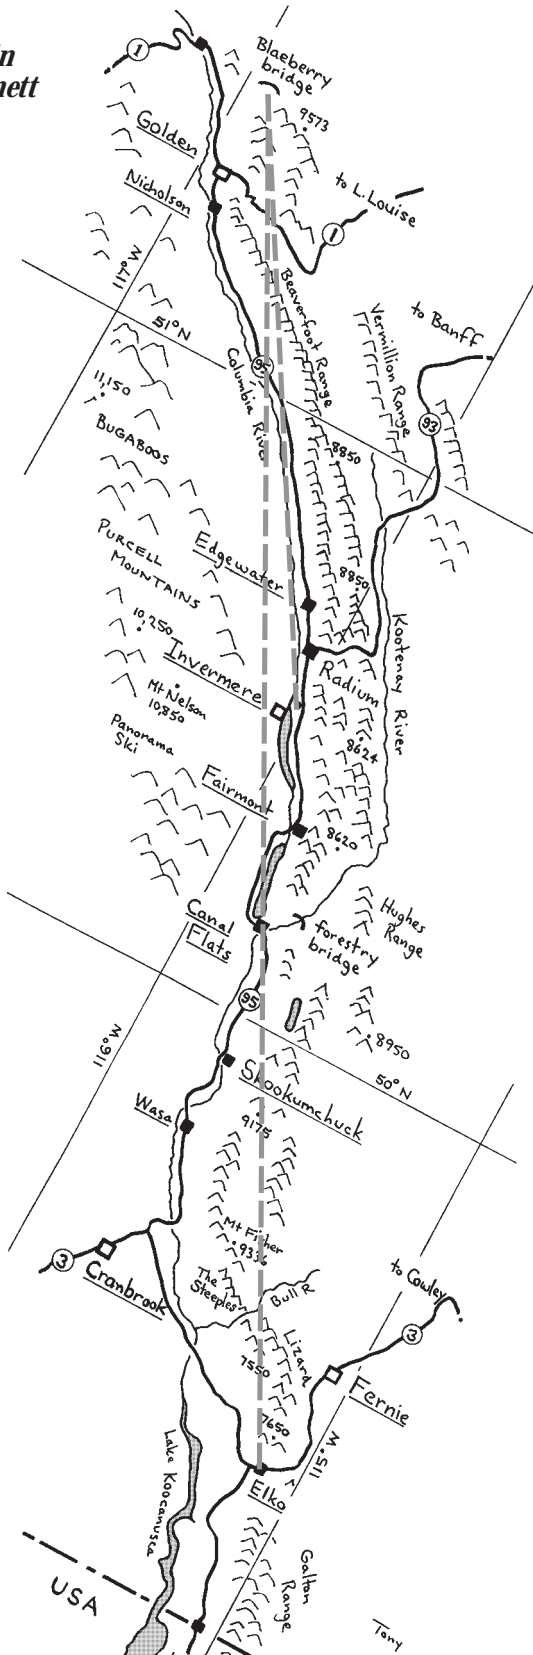 in
nett
1
Blaeberry
bridge
9573
Golden
to L. Louise
Nicholson
1
117°W
51°N
Beaverfoot Range
Vermillion Range
to Banff
95
Columbia River
93
11,150
BUGABOOS
8850
PURCELL
MOUNTAINS
Edgewater
8850
10,250
Kootenay River
Invermere
Radium
Mt Nelson
10,850
Panorama
Ski
8624
Fairmont
8620
Canal
Flats
Hughes
Range
forestry
bridge
95
8950
116°W
50°N
Skookumchuck
Wasa
9175
Mt Fisher
9336
3
Cranbrook
The
Steeples
Bull R
to Cowley
3
Lizard
7550
Fernie
7650
115°W
Elko
Lake Koocanusa
USA
Galton
Range
Tony